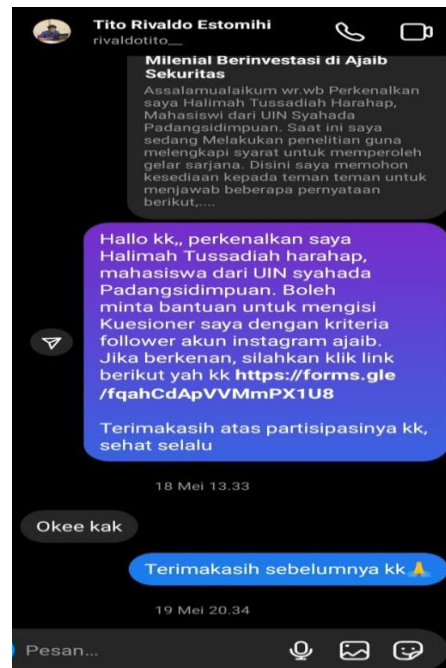 Tito Rivaldo Estomihi
rivaldotito__
Milenial Berinvestasi di Ajaib
Sekuritas
Assalamualaikum wr.wb Perkenalkan
saya Halimah Tussadiah Harahap,
Mahasiswi dari UIN Syahada
Padangsidimpuan. Saat ini saya
sedang Melakukan penelitian guna
melengkapi syarat untuk memperoleh
gelar sarjana. Disini saya memohon
kesediaan kepada teman teman untuk
menjawab beberapa pernyataan
berikut,....
Hallo kk,, perkenalkan saya
Halimah Tussadiah harahap,
mahasiswa dari UIN syahada
Padangsidimpuan. Boleh
minta bantuan untuk mengisi
Kuesioner saya dengan kriteria
follower akun instagram ajaib.
Jika berkenan, silahkan klik link
berikut yah kk https://forms.gle
/fqahCdApVVMmPX1U8
Terimakasih atas partisipasinya kk,
sehat selalu
18 Mei 13.33
Okee kak
Terimakasih sebelumnya kk🙏
19 Mei 20.34
Pesan...